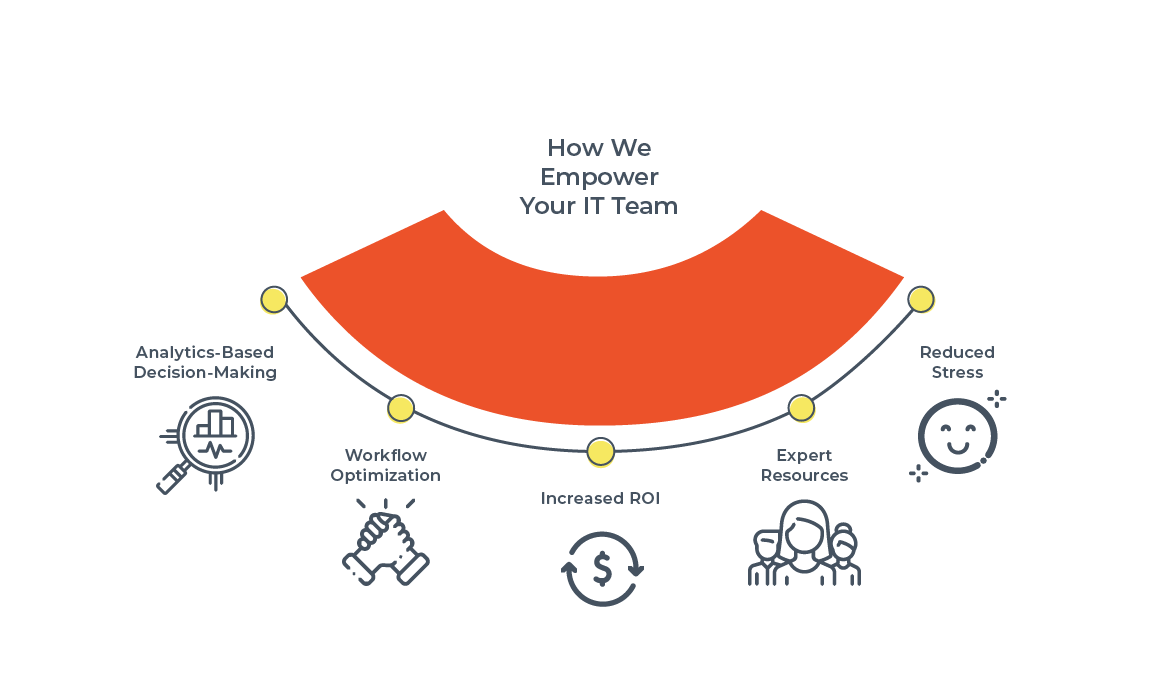 How We
Empower
Your IT Team
Analytics-Based
Decision-Making
Workflow
Optimization
Increased ROI
Expert
Resources
Reduced
Stress
$